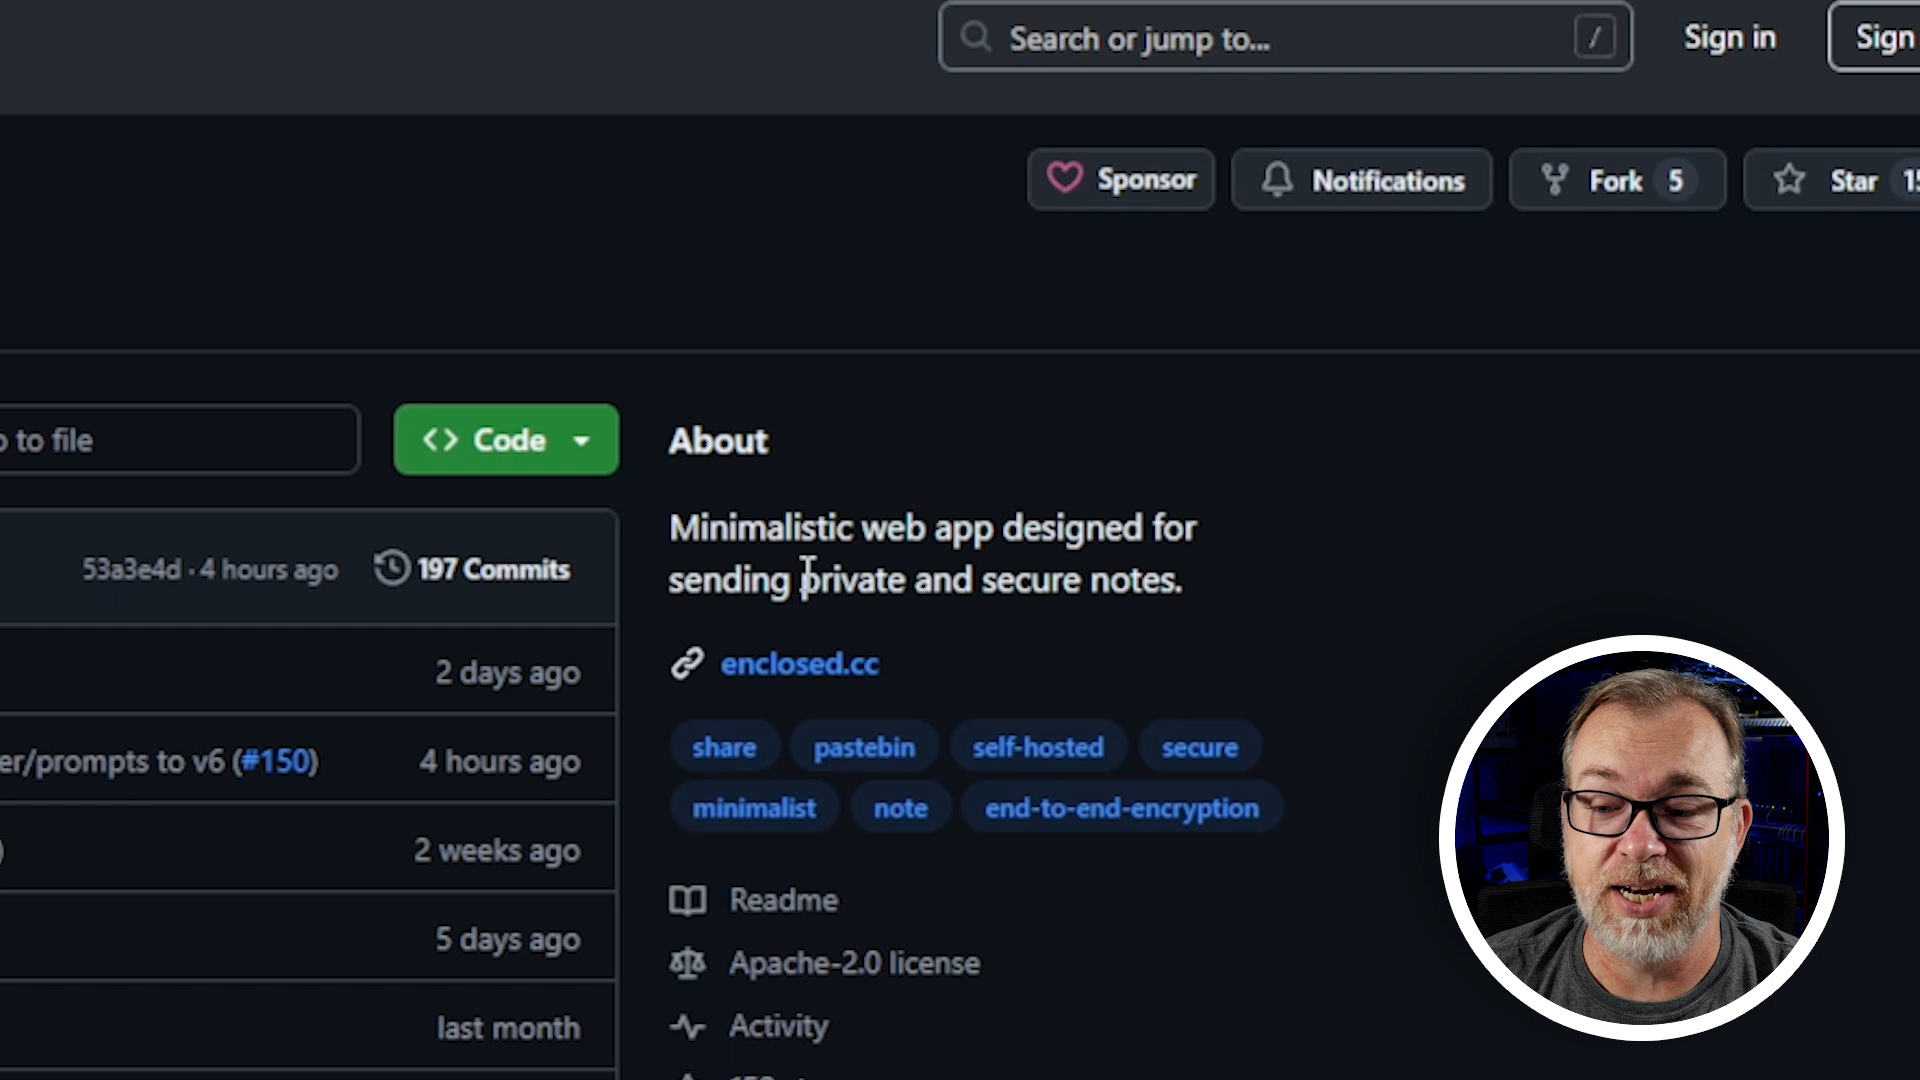 Search or jump to... /
Sign in
Sign
Sponsor
Notifications
Fork 5
Star
to file
Code
About
Minimalistic web app designed for
sending private and secure notes.
enclosed.cc
share pastebin self-hosted secure
minimalist note end-to-end-encryption
Readme
Apache-2.0 license
Activity
53a3e4d · 4 hours ago 197 Commits
2 days ago
er/prompts to v6 (#150) 4 hours ago
) 2 weeks ago
5 days ago
last month